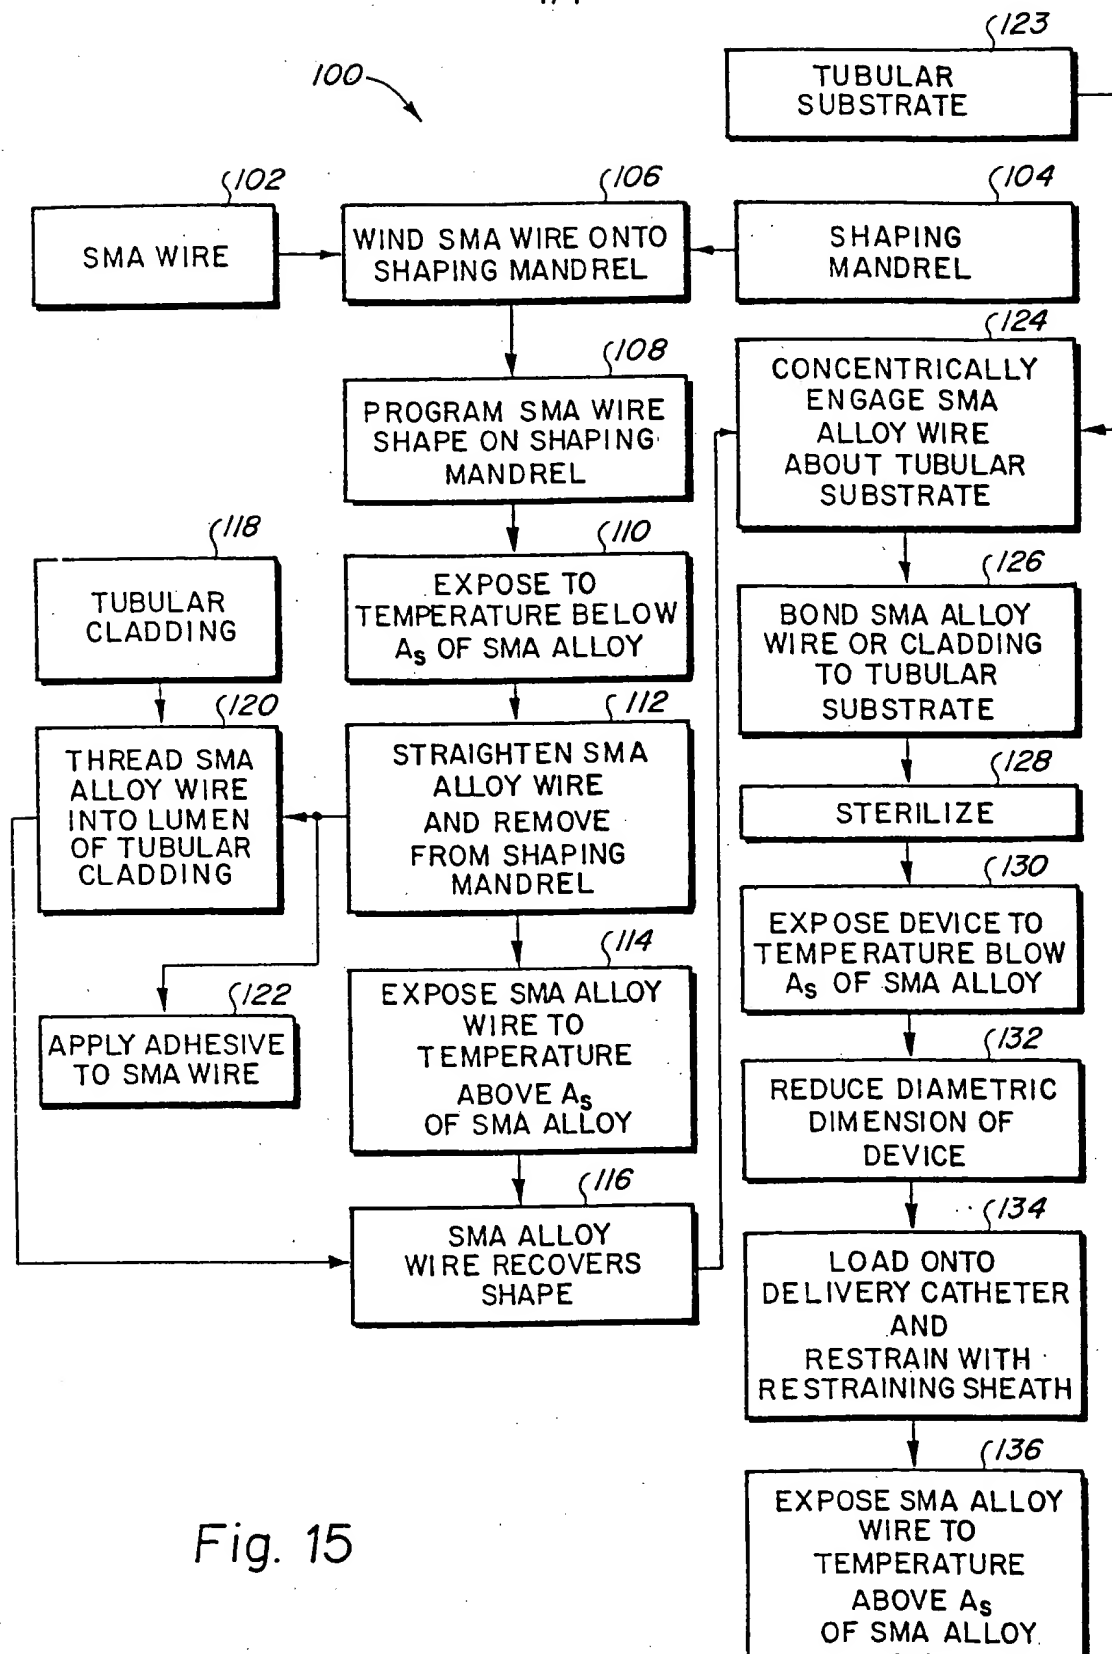 123
TUBULAR
SUBSTRATE
100
102
SMA WIRE
106
WIND SMA WIRE ONTO
SHAPING MANDREL
104
SHAPING
MANDREL
108
PROGRAM SMA WIRE
SHAPE ON SHAPING
MANDREL
110
EXPOSE TO
TEMPERATURE BELOW
As OF SMA ALLOY
118
TUBULAR
CLADDING
120
THREAD SMA
ALLOY WIRE
INTO LUMEN
OF TUBULAR
CLADDING
112
STRAIGHTEN SMA
ALLOY WIRE
AND REMOVE
FROM SHAPING
MANDREL
122
APPLY ADHESIVE
TO SMA WIRE
114
EXPOSE SMA ALLOY
WIRE TO
TEMPERATURE
ABOVE As
OF SMA ALLOY
116
SMA ALLOY
WIRE RECOVERS
SHAPE
124
CONCENTRICALLY
ENGAGE SMA
ALLOY WIRE
ABOUT TUBULAR
SUBSTRATE
126
BOND SMA ALLOY
WIRE OR CLADDING
TO TUBULAR
SUBSTRATE
128
STERILIZE
130
EXPOSE DEVICE TO
TEMPERATURE BLOW
As OF SMA ALLOY
132
REDUCE DIAMETRIC
DIMENSION OF
DEVICE
134
LOAD ONTO
DELIVERY CATHETER
AND
RESTRAIN WITH
RESTRAINING SHEATH
136
EXPOSE SMA ALLOY
WIRE TO
TEMPERATURE
ABOVE As
OF SMA ALLOY
Fig. 15